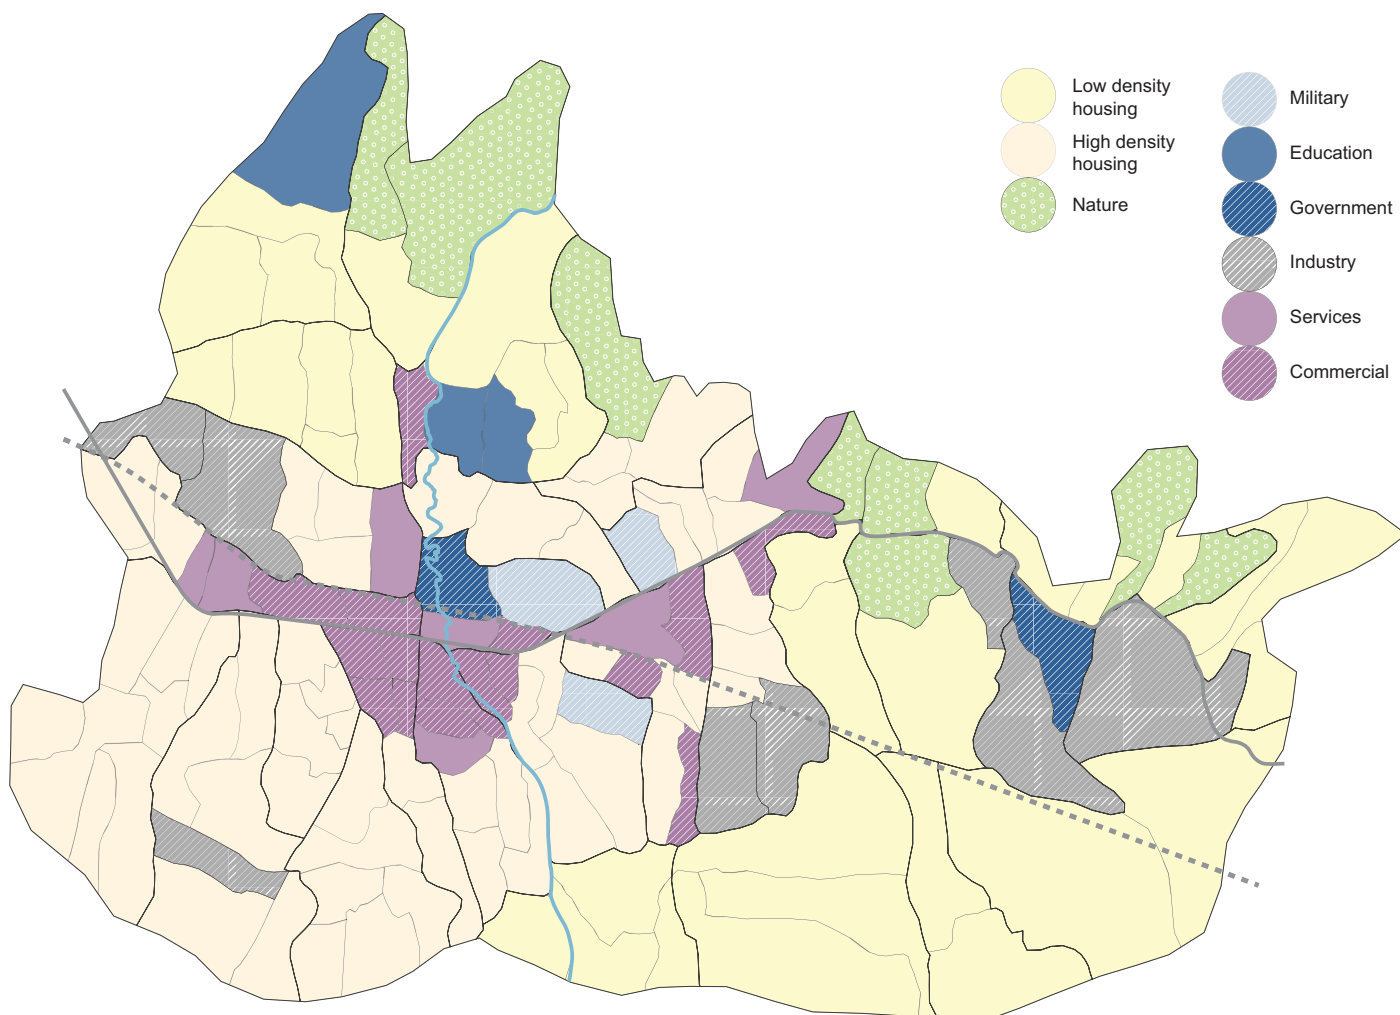 Low density
housing
High density
housing
Nature
Military
Education
Government
Industry
Services
Commercial